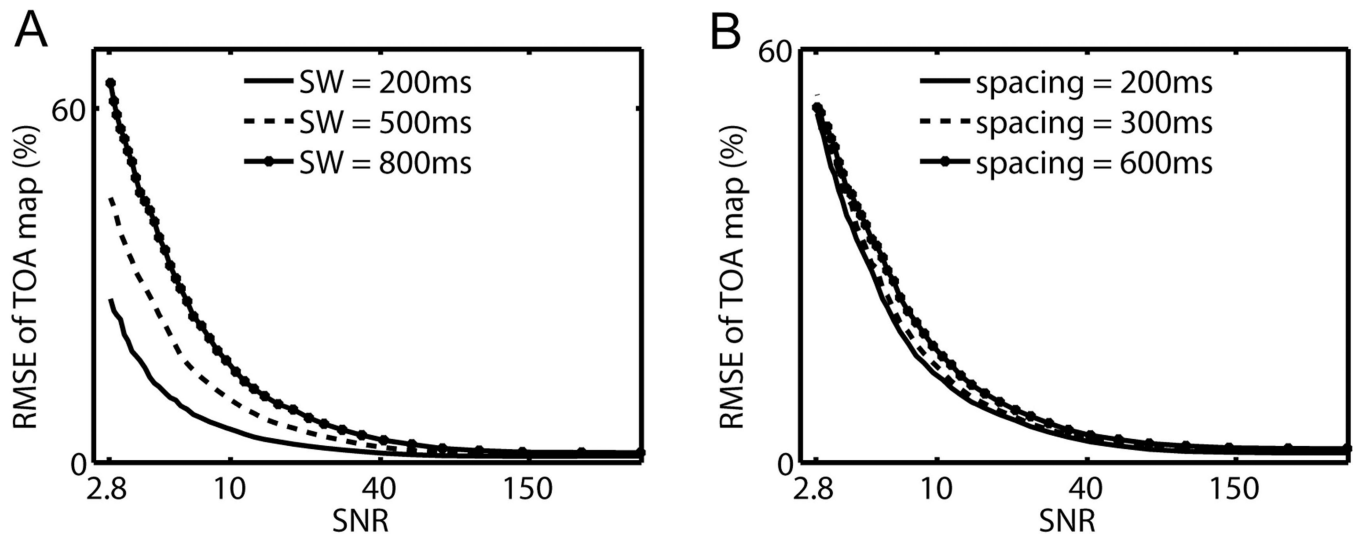 A
60
0
RMSE of TOA map (%)
SW = 200ms
SW = 500ms
SW = 800ms
2.8 10 40 150
SNR
B
60
0
RMSE of TOA map (%)
spacing = 200ms
spacing = 300ms
spacing = 600ms
2.8 10 40 150
SNR